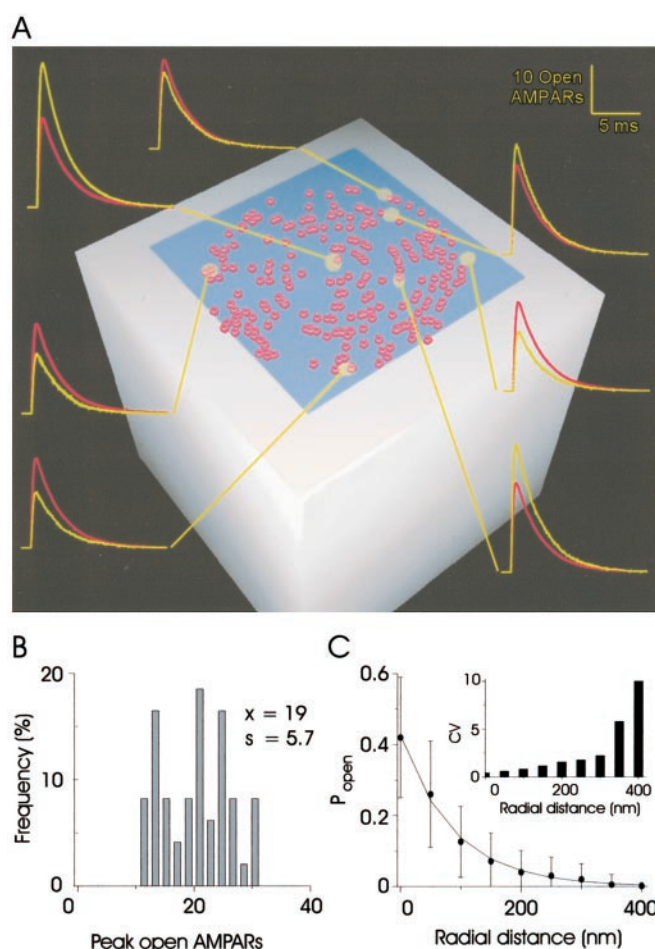 A
10 Open
AMPARs
5 ms
B
20
10
0
Frequency (%)
x = 19
s = 5.7
0
20
40
Peak open AMPARs
C
0.6
0.4
0.2
0
P open
10
5
0
CV
0
200
400
Radial distance (nm)
0
200
400
Radial distance (nm)